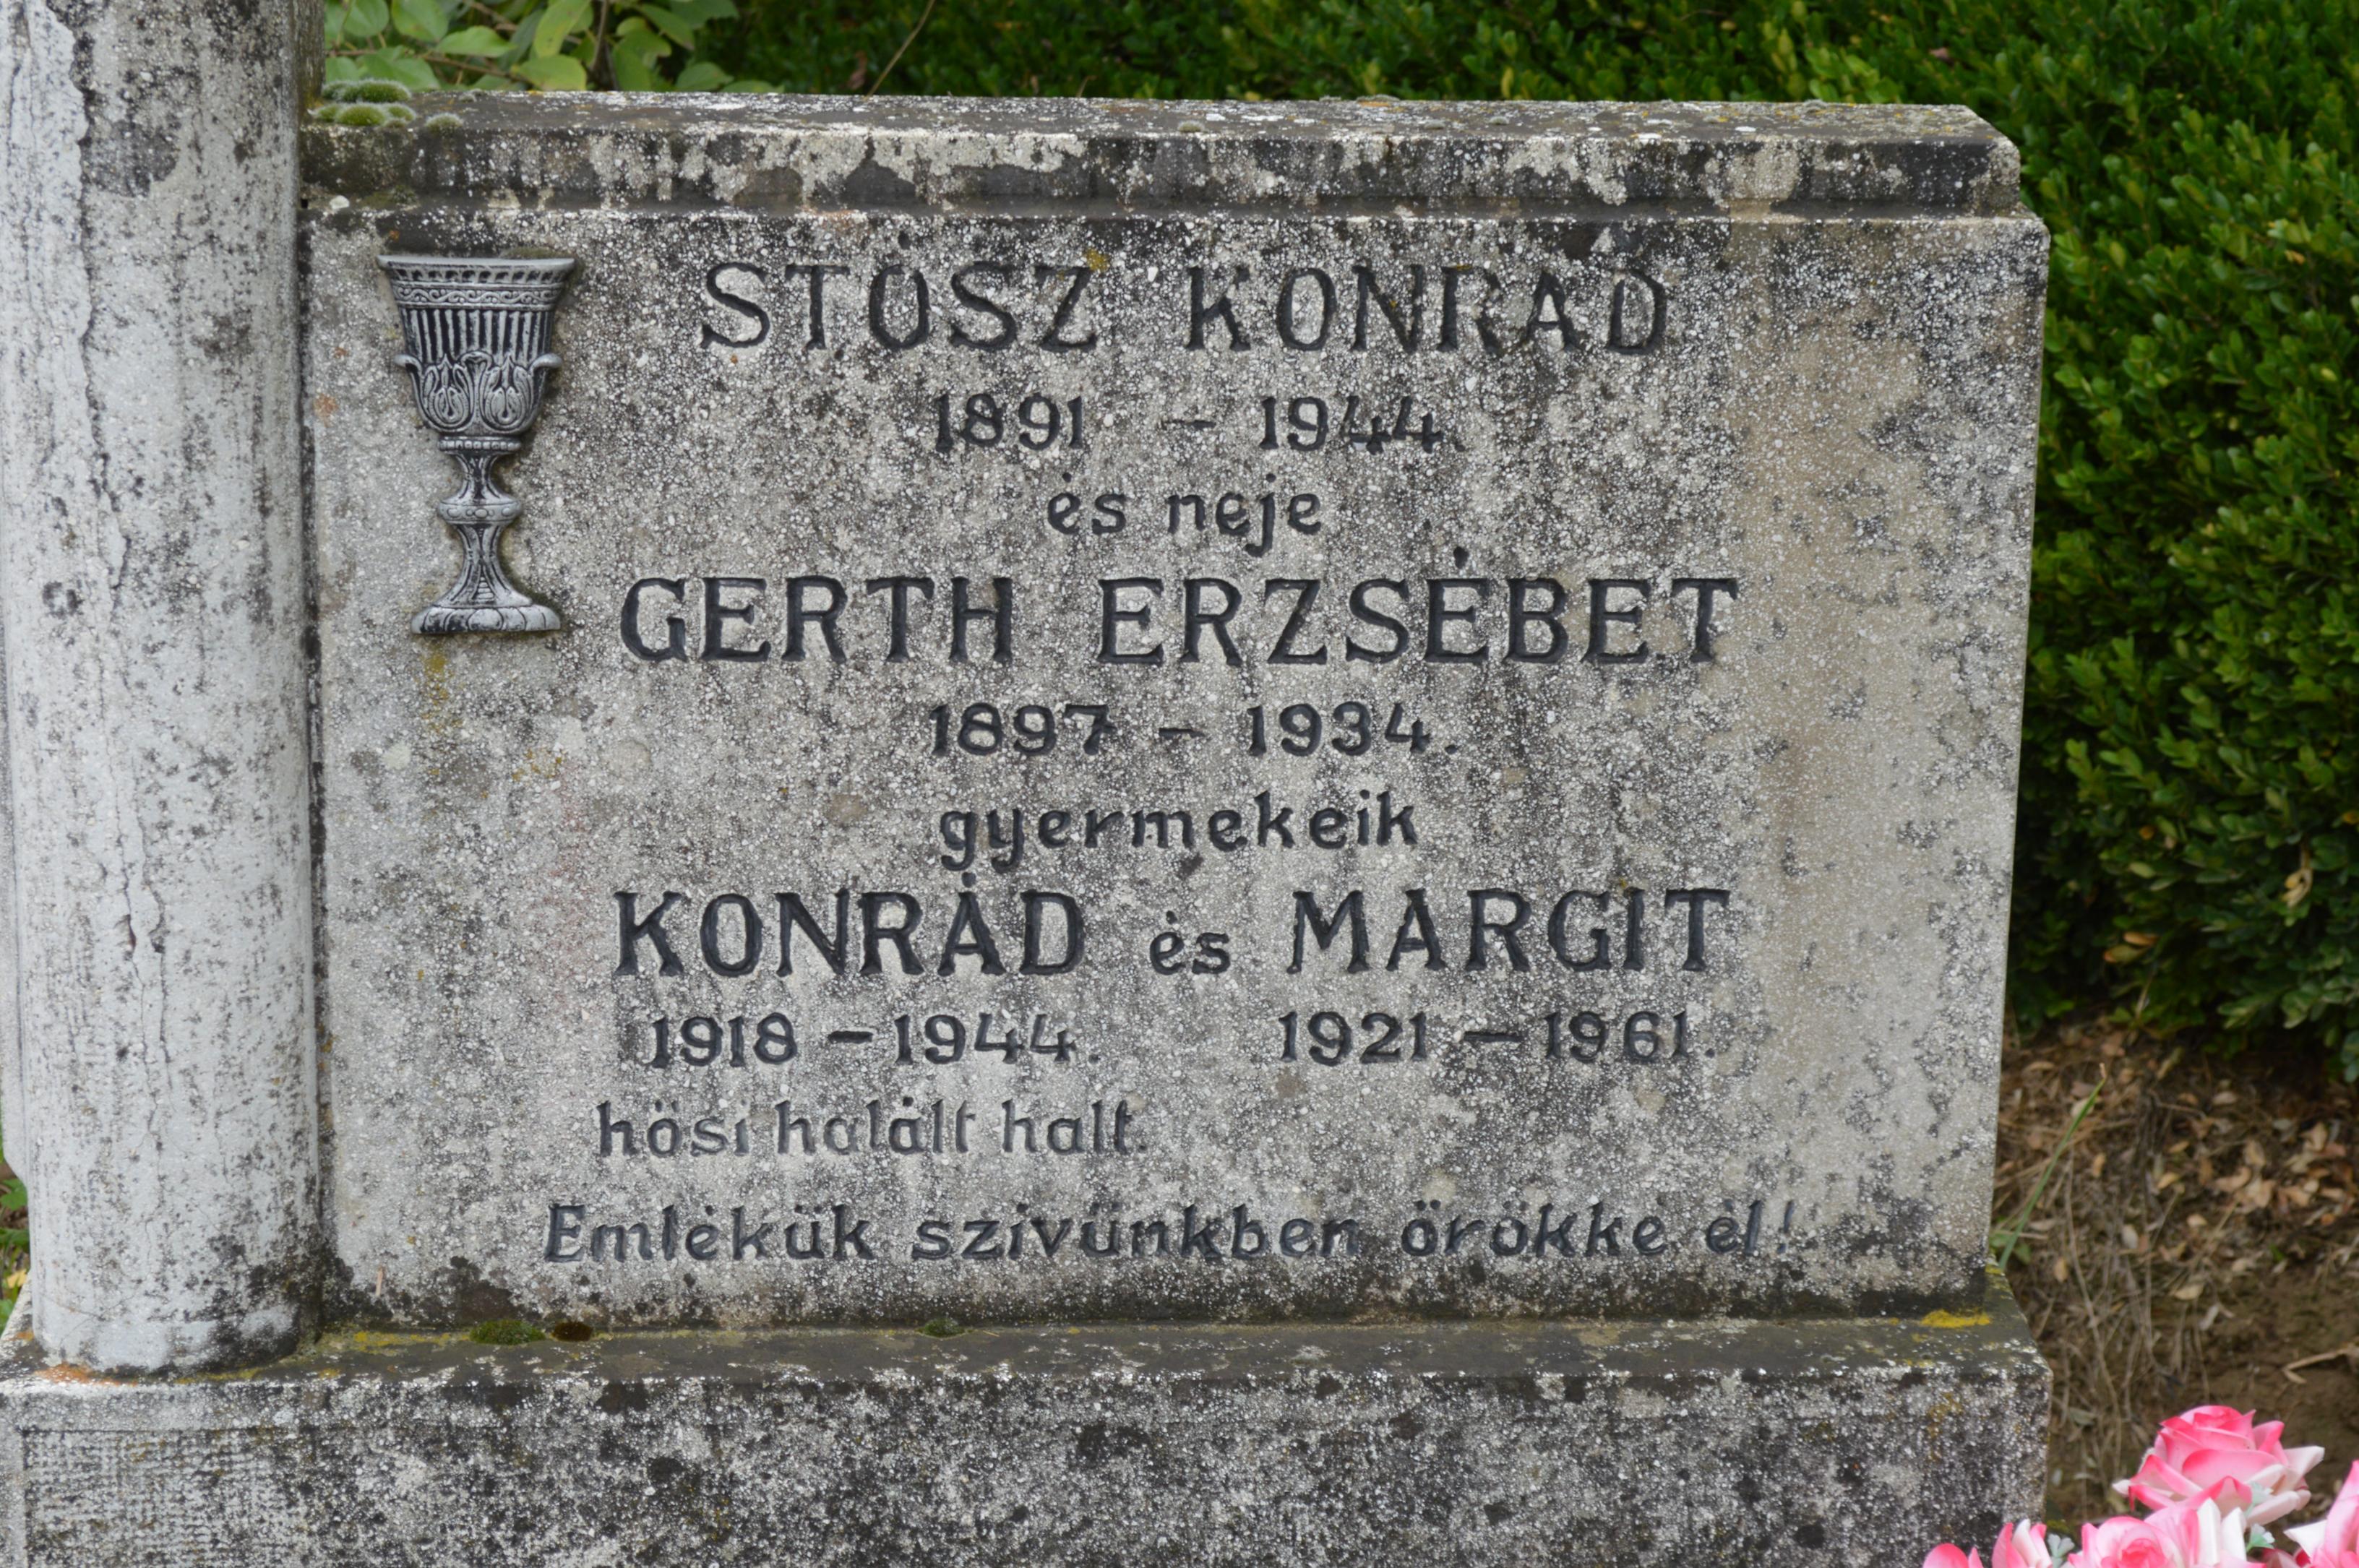 STÓSZ KONRÁD
1891 - 1944.
és neje
GERTH ERZSÉBET
1897 - 1934.
gyermekeik
KONRÁD és MARGIT
1918 - 1944. 1921 - 1961.
hősi halált halt.
Emlékük szívünkben örökké él!